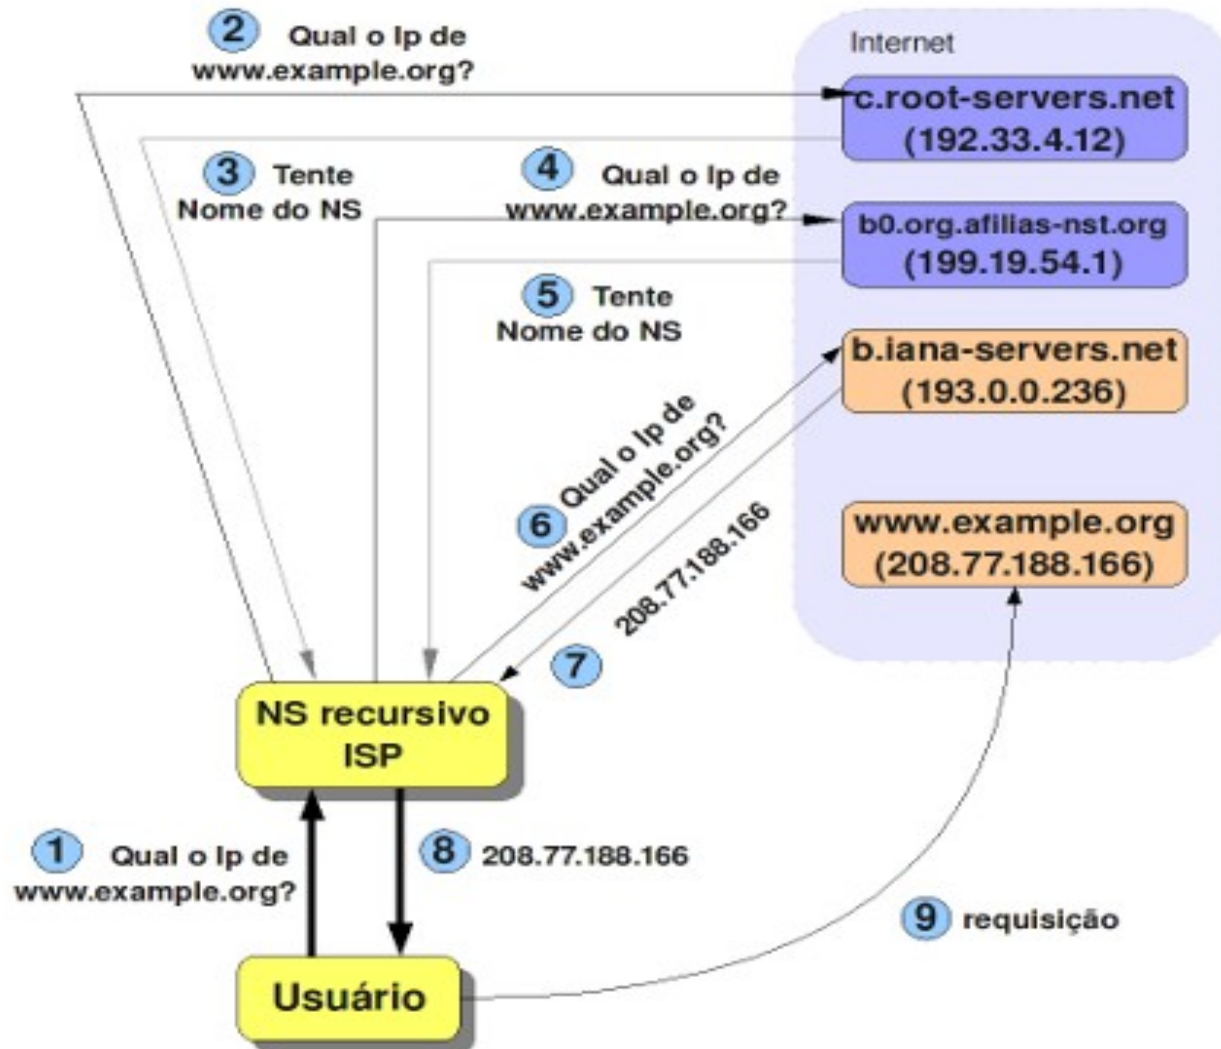 2 Qual o Ip de
www.example.org?
Internet
c.root-servers.net
(192.33.4.12)
3 Tente
Nome do NS
4 Qual o Ip de
www.example.org?
b0.org.afilias-nst.org
(199.19.54.1)
5 Tente
Nome do NS
b.iana-servers.net
(193.0.0.236)
6 Qual o Ip de
www.example.org?
7 208.77.188.166
www.example.org
(208.77.188.166)
NS recursivo
ISP
1 Qual o Ip de
www.example.org?
8 208.77.188.166
9 requisição
Usuário